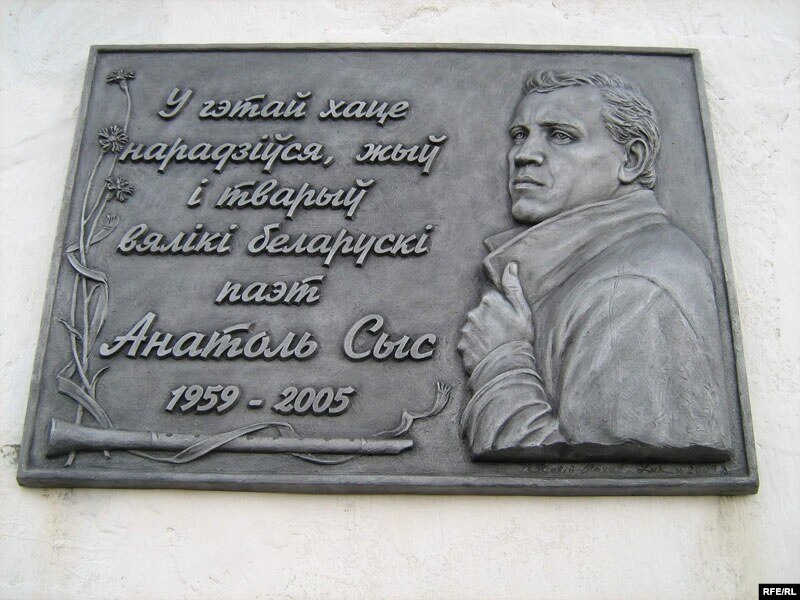 У гэтай хаце
нарадзіўся, жыў
і тварыў
вялікі беларускі
паэт
Анатоль Сыс
1959 - 2005
RFE/RL